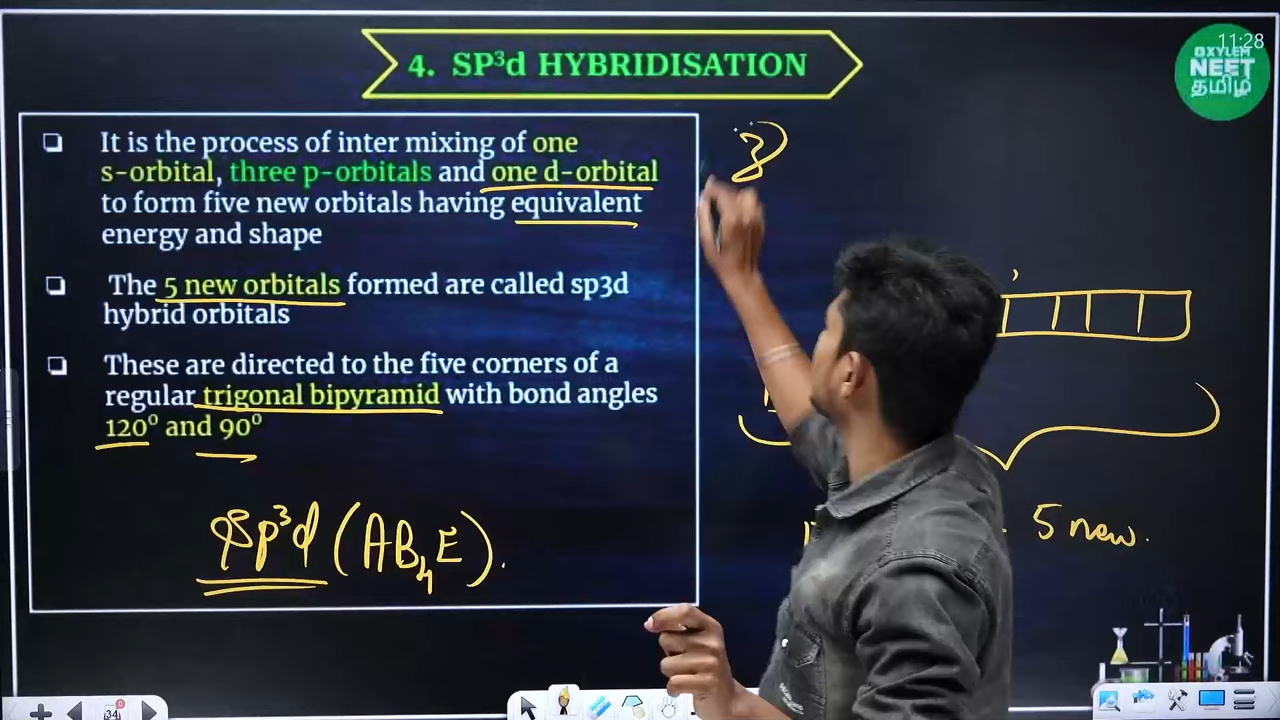 4. SP³d HYBRIDISATION
11:28
OXYLEM
NEET
தமிழ்
❏ It is the process of inter mixing of one
s-orbital, three p-orbitals and one d-orbital
to form five new orbitals having equivalent
energy and shape
❏ The 5 new orbitals formed are called sp3d
hybrid orbitals
❏ These are directed to the five corners of a
regular trigonal bipyramid with bond angles
120⁰ and 90⁰
Sp³d (AB₄E).
5 new.
34